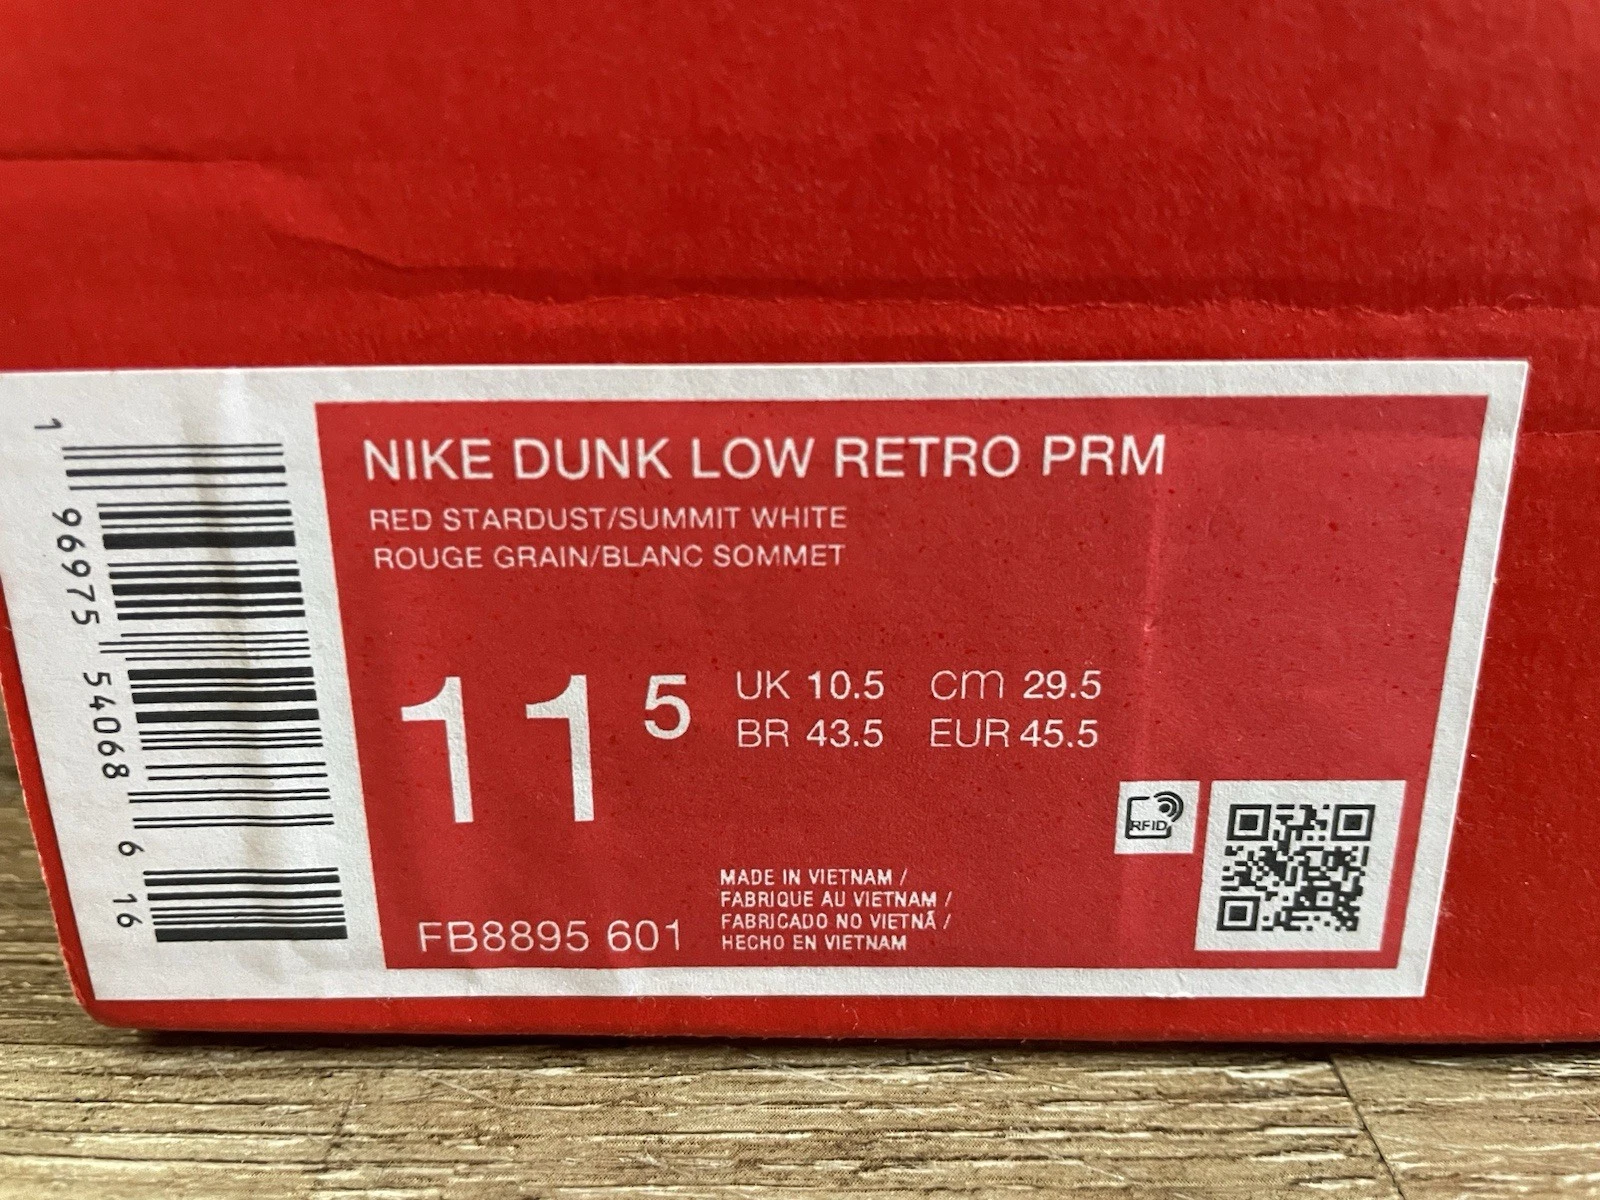 NIKE DUNK LOW RETRO PRM
RED STARDUST/SUMMIT WHITE
ROUGE GRAIN/BLANC SOMMET
11 5
UK 10.5 cm 29.5
BR 43.5 EUR 45.5
RFID
MADE IN VIETNAM /
FABRIQUE AU VIETNAM /
FABRICADO NO VIETNÃ /
HECHO EN VIETNAM
FB8895 601
1 96975 54068 6 16